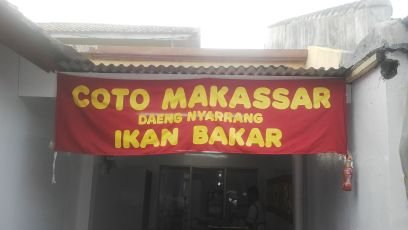 COTO MAKASSAR
DAENG NYARRANG
IKAN BAKAR